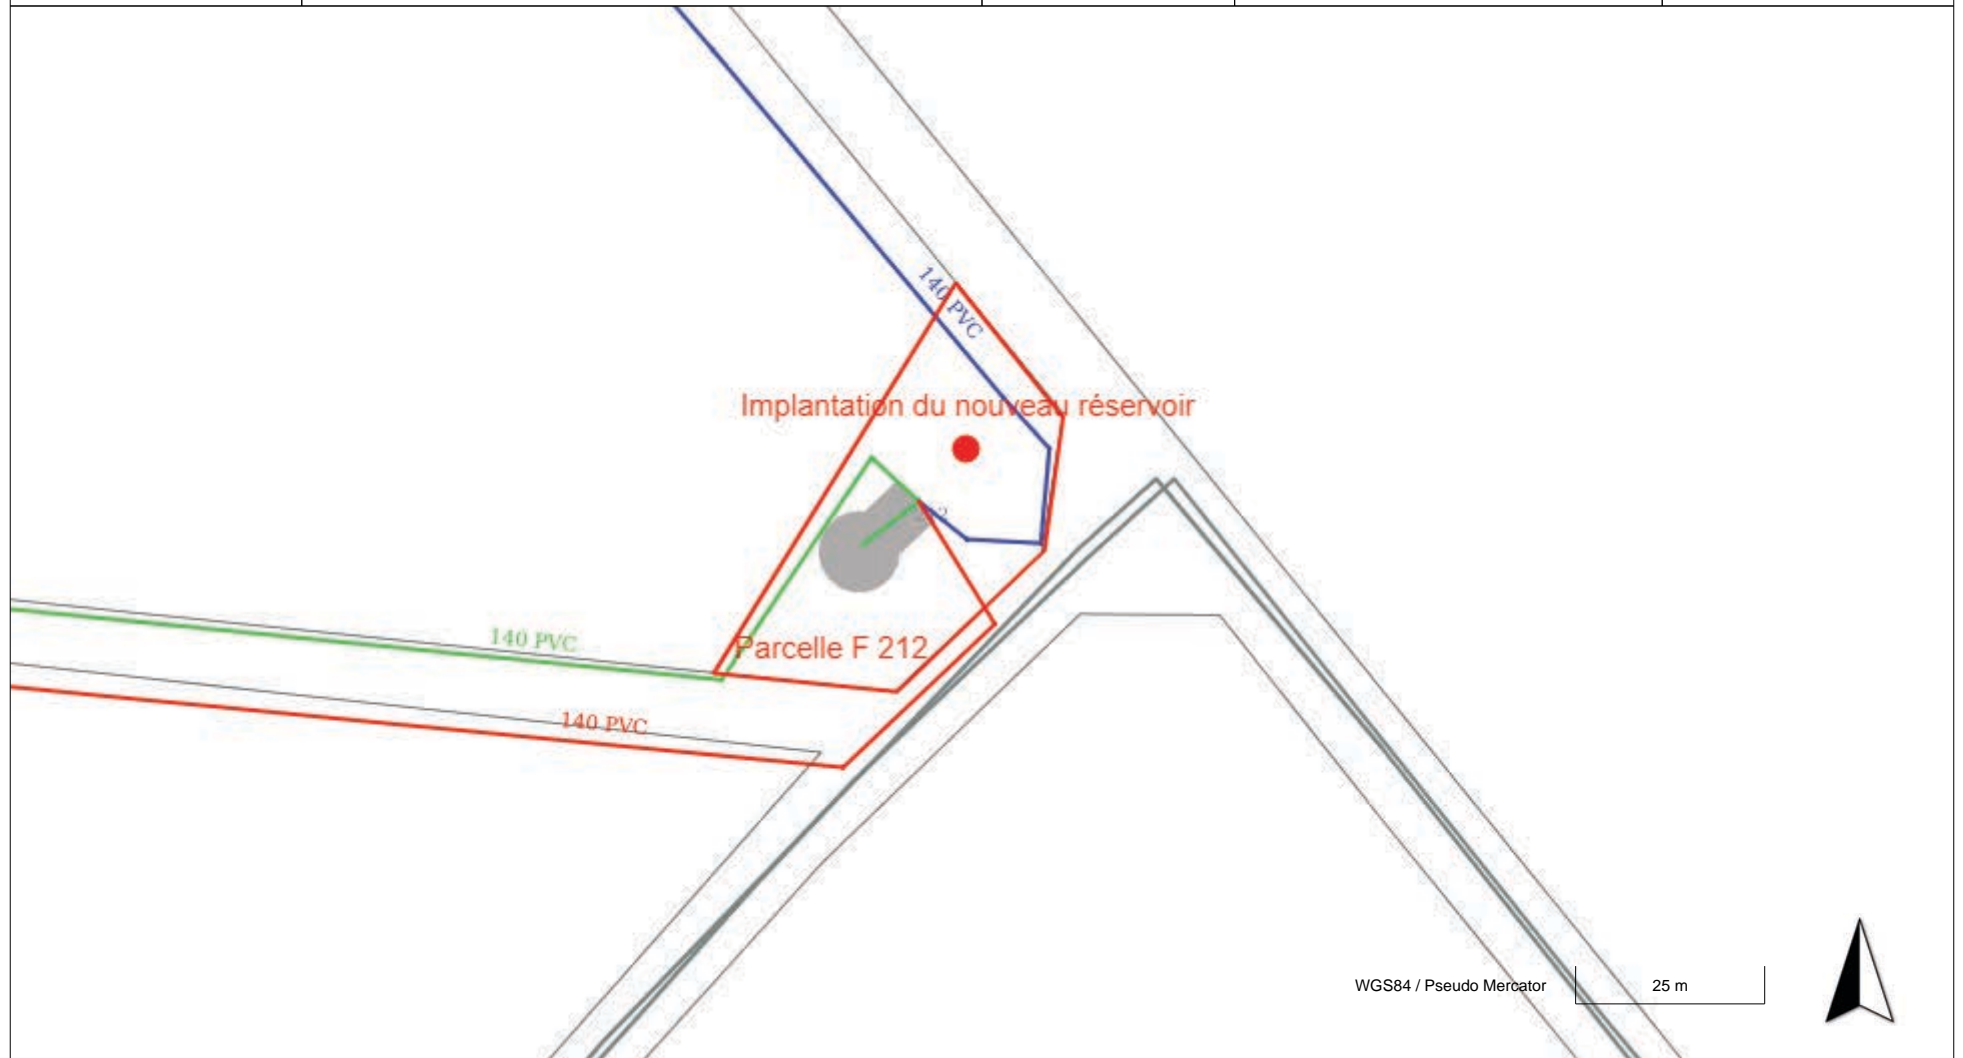 140 PVC
Implantation du nouveau réservoir
140 PVC
Parcelle F 212
140 PVC
WGS84 / Pseudo Mercator
25 m